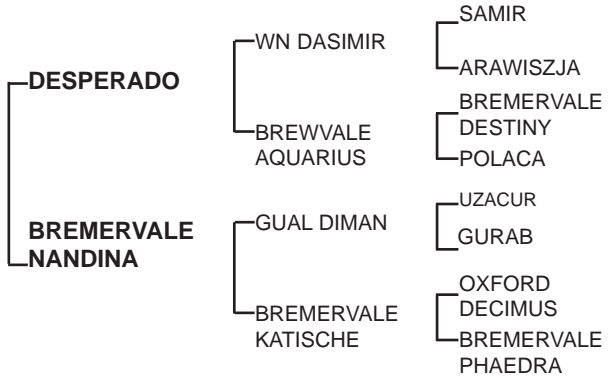 SAMIR
WN DASIMIR
ARAWISZJA
DESPERADO
BREMERVALE
DESTINY
BREWVALE
AQUARIUS
POLACA
UZACUR
GUAL DIMAN
GURAB
BREMERVALE
NANDINA
OXFORD
DECIMUS
BREMERVALE
KATISCHE
BREMERVALE
PHAEDRA